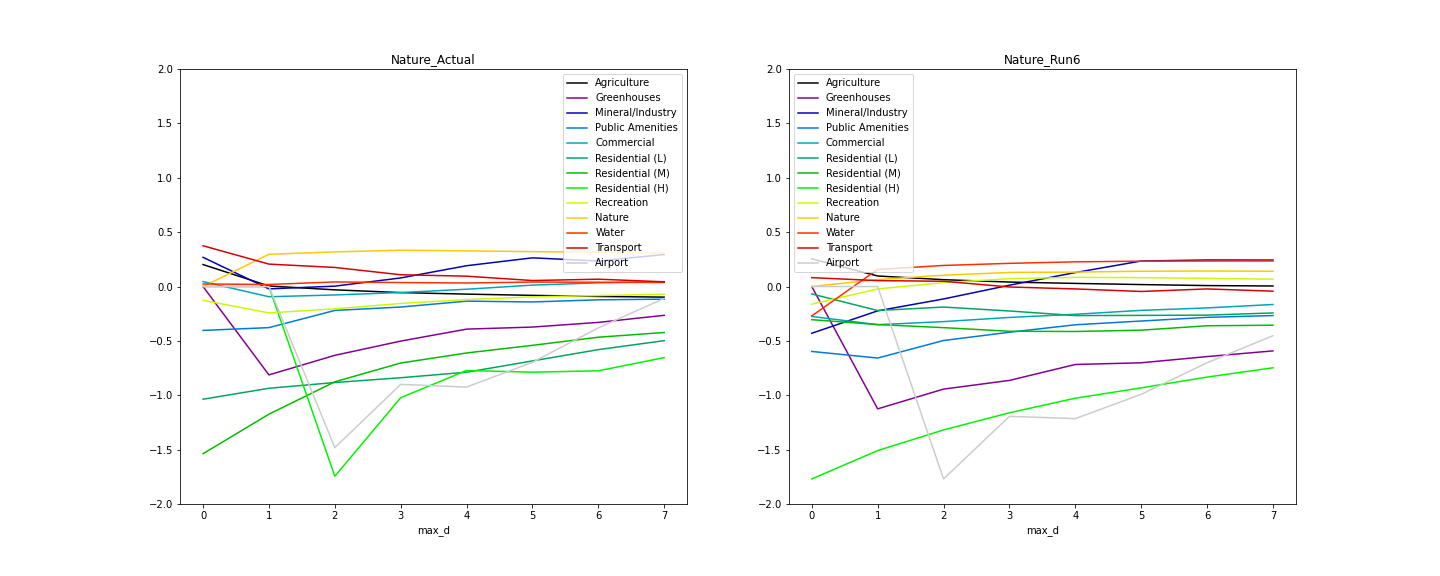 Nature_Actual
2.0
1.5
1.0
0.5
0.0
−0.5
−1.0
−1.5
−2.0
0 1 2 3 4 5 6 7
max_d
Agriculture
Greenhouses
Mineral/Industry
Public Amenities
Commercial
Residential (L)
Residential (M)
Residential (H)
Recreation
Nature
Water
Transport
Airport
Nature_Run6
2.0
1.5
1.0
0.5
0.0
−0.5
−1.0
−1.5
−2.0
0 1 2 3 4 5 6 7
max_d
Agriculture
Greenhouses
Mineral/Industry
Public Amenities
Commercial
Residential (L)
Residential (M)
Residential (H)
Recreation
Nature
Water
Transport
Airport